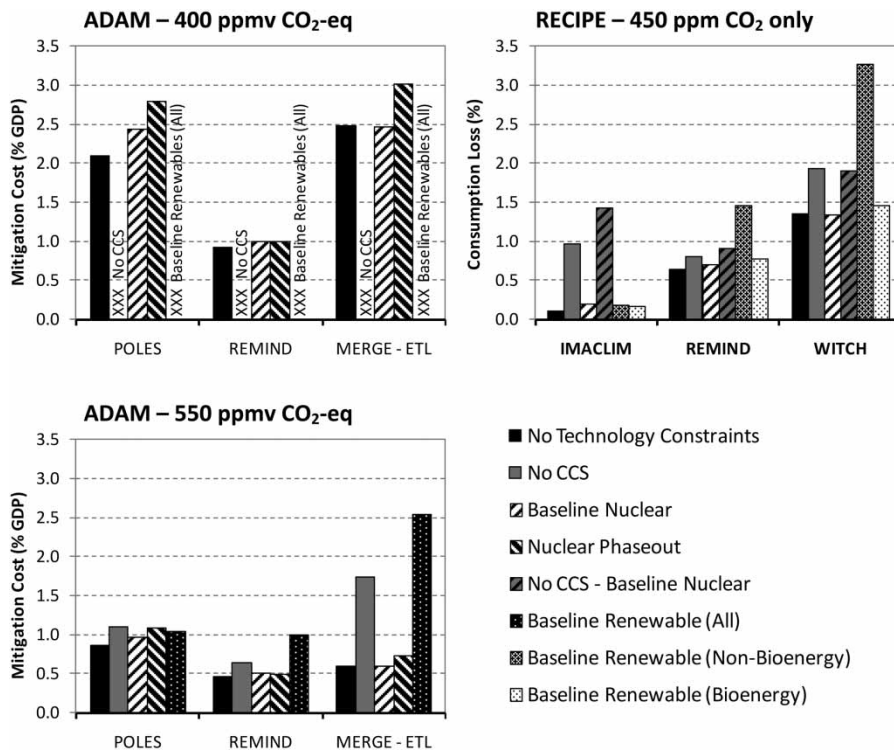 ADAM – 400 ppmv CO₂-eq
Mitigation Cost (% GDP)
3.5
3.0
2.5
2.0
1.5
1.0
0.5
0.0
XXX No CCS
XXX Baseline Renewables (All)
XXX No CCS
XXX Baseline Renewables (All)
XXX No CCS
XXX Baseline Renewables (All)
POLES
REMIND
MERGE - ETL
RECIPE – 450 ppm CO₂ only
Consumption Loss (%)
3.5
3.0
2.5
2.0
1.5
1.0
0.5
0.0
IMACLIM
REMIND
WITCH
ADAM – 550 ppmv CO₂-eq
Mitigation Cost (% GDP)
3.5
3.0
2.5
2.0
1.5
1.0
0.5
0.0
POLES
REMIND
MERGE - ETL
No Technology Constraints
No CCS
Baseline Nuclear
Nuclear Phaseout
No CCS - Baseline Nuclear
Baseline Renewable (All)
Baseline Renewable (Non-Bioenergy)
Baseline Renewable (Bioenergy)